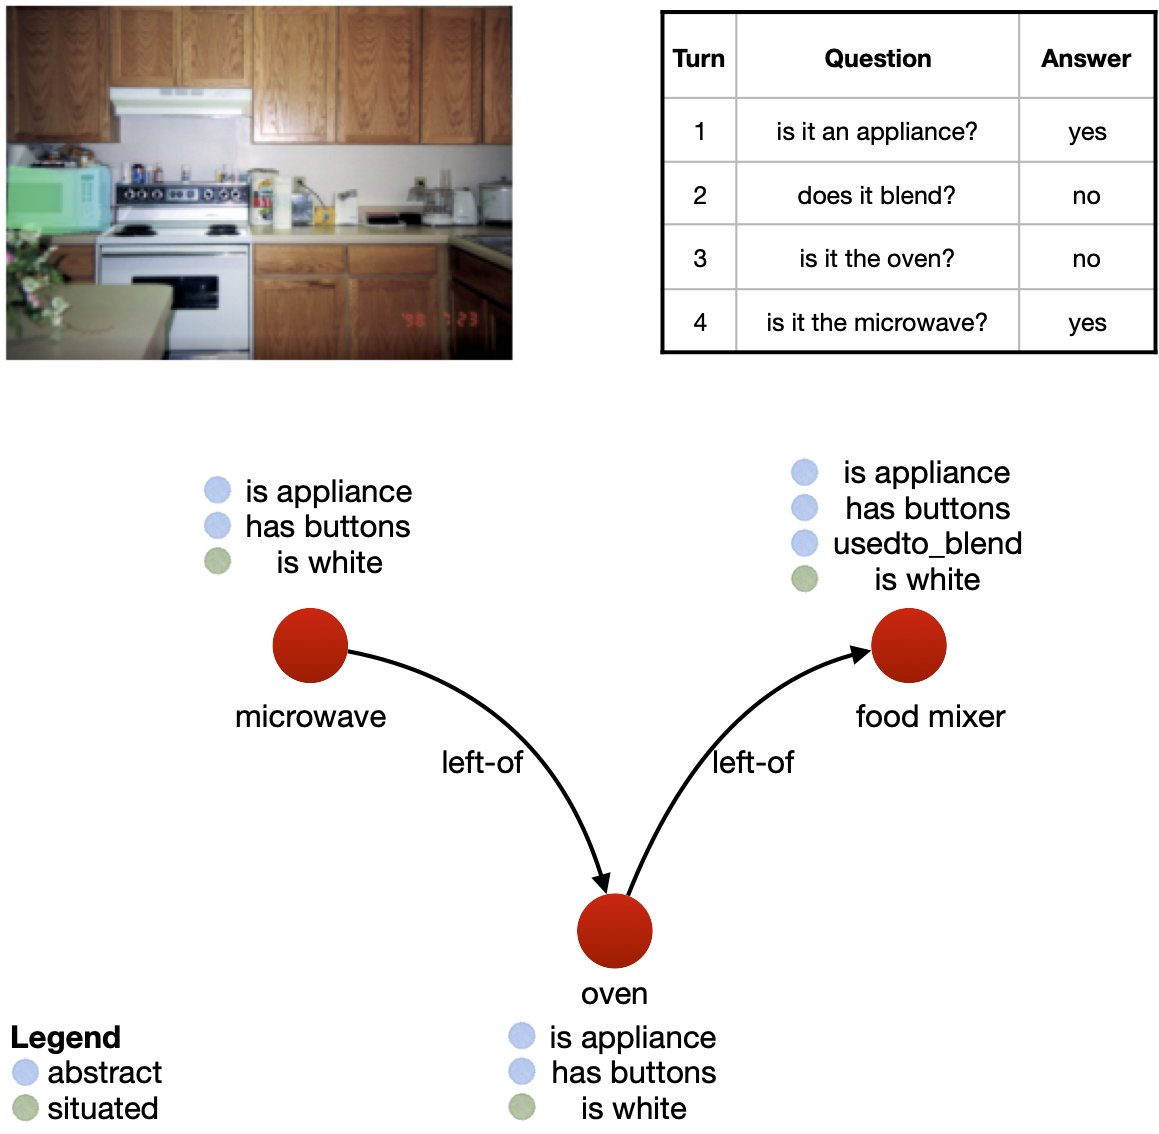 '98 7 23
Turn Question Answer
1 is it an appliance? yes
2 does it blend? no
3 is it the oven? no
4 is it the microwave? yes
is appliance
has buttons
is white
microwave
is appliance
has buttons
usedto_blend
is white
food mixer
left-of
left-of
oven
is appliance
has buttons
is white
Legend
abstract
situated